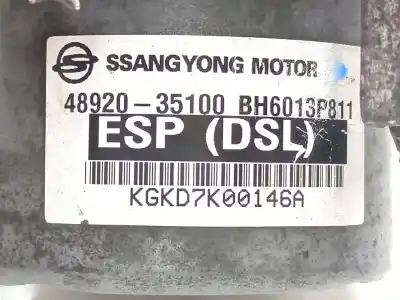 SSANGYONG MOTOR
48920-35100 BH6013P811
ESP (DSL)
KGKD7K00146A